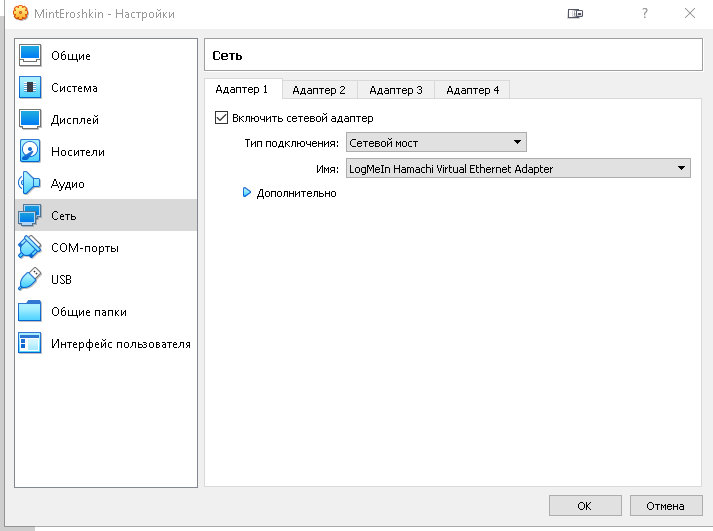 MintEroshkin - Настройки
?
Общие
Система
Дисплей
Носители
Аудио
Сеть
COM-порты
USB
Общие папки
Интерфейс пользователя
Сеть
Адаптер 1 Адаптер 2 Адаптер 3 Адаптер 4
Включить сетевой адаптер
Тип подключения: Сетевой мост
Имя: LogMeIn Hamachi Virtual Ethernet Adapter
Дополнительно
OK Отмена